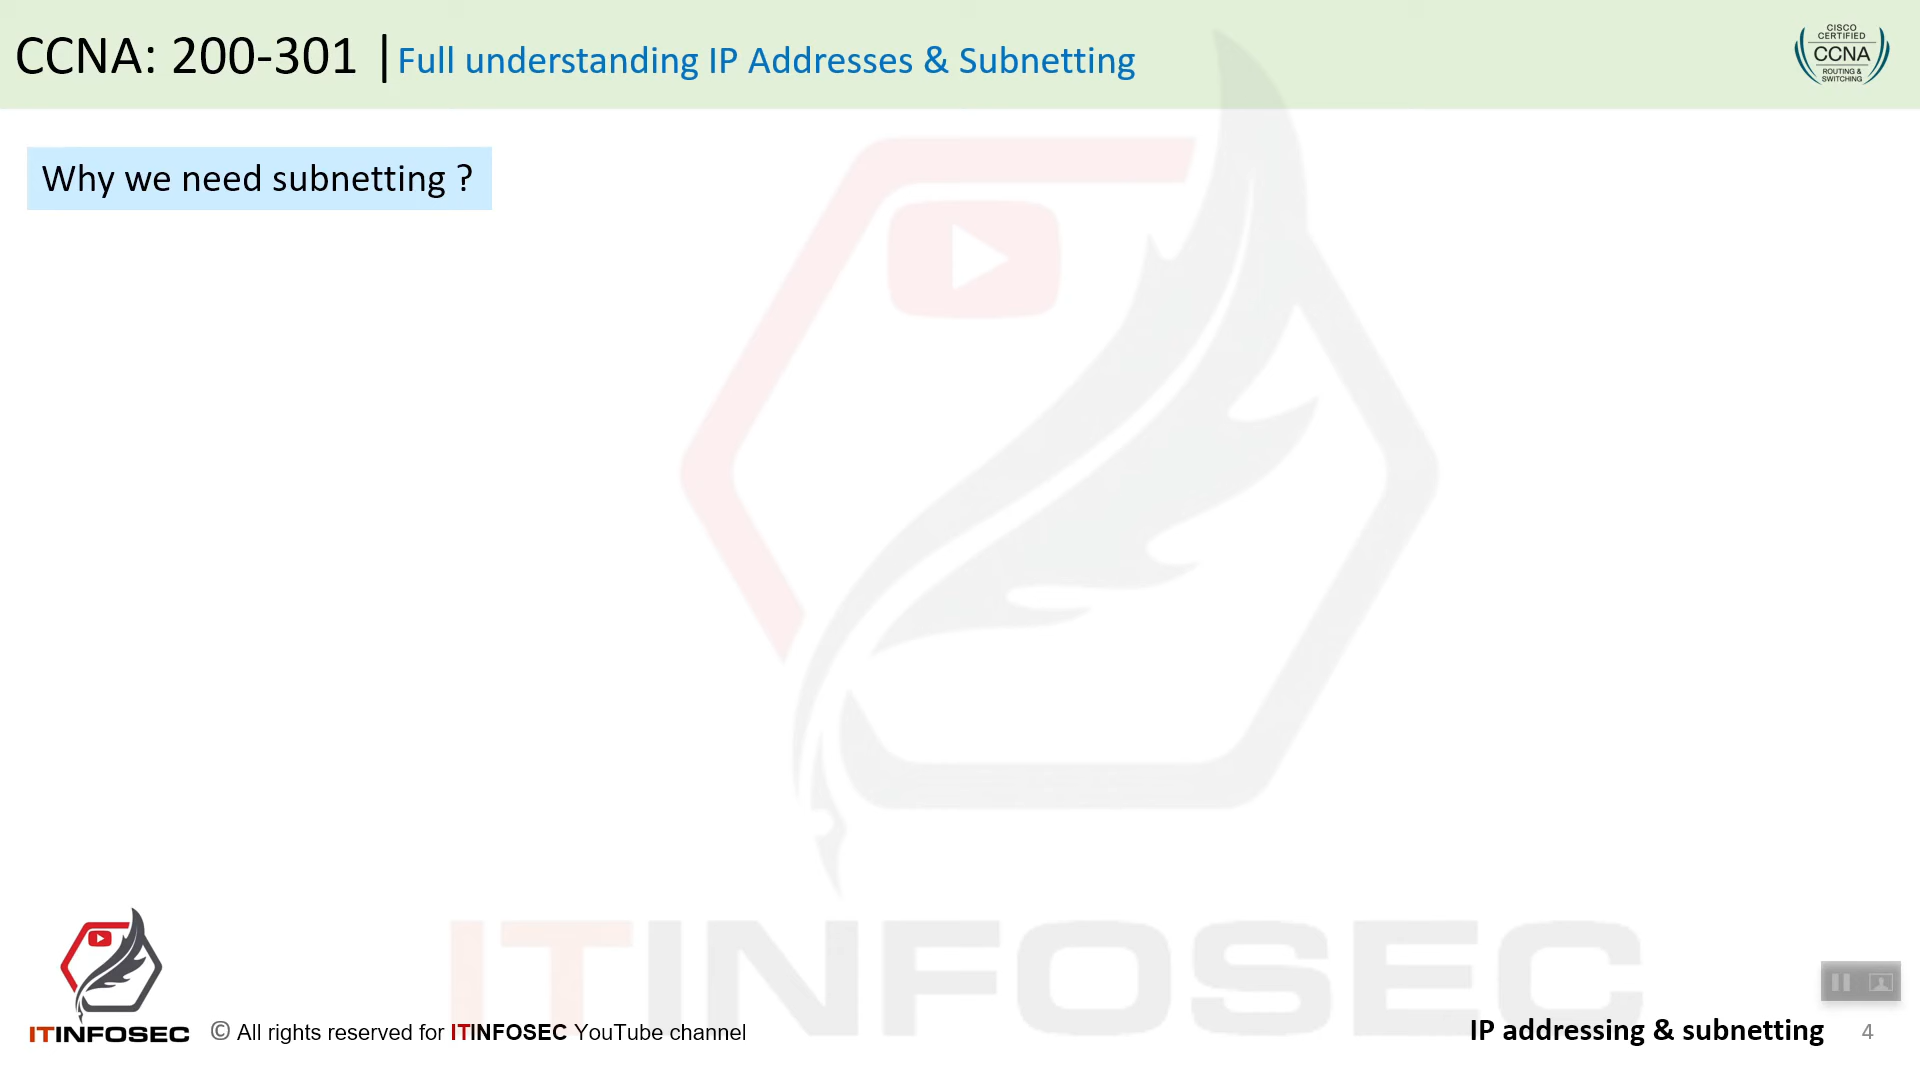 CCNA: 200-301 | Full understanding IP Addresses & Subnetting
CISCO
CERTIFIED
CCNA
ROUTING &
SWITCHING
Why we need subnetting ?
ITINFOSEC
ITINFOSEC
© All rights reserved for ITINFOSEC YouTube channel
IP addressing & subnetting 4